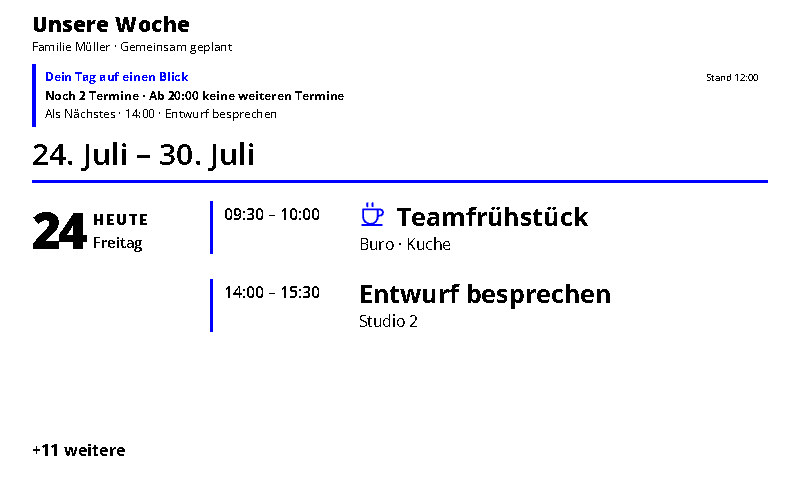 Unsere Woche
Familie Müller · Gemeinsam geplant
Dein Tag auf einen Blick
Stand 12:00
Noch 2 Termine · Ab 20:00 keine weiteren Termine
Als Nächstes · 14:00 · Entwurf besprechen
24. Juli – 30. Juli
24 HEUTE
Freitag
09:30 – 10:00
Teamfrühstück
Buro · Kuche
14:00 – 15:30
Entwurf besprechen
Studio 2
+11 weitere